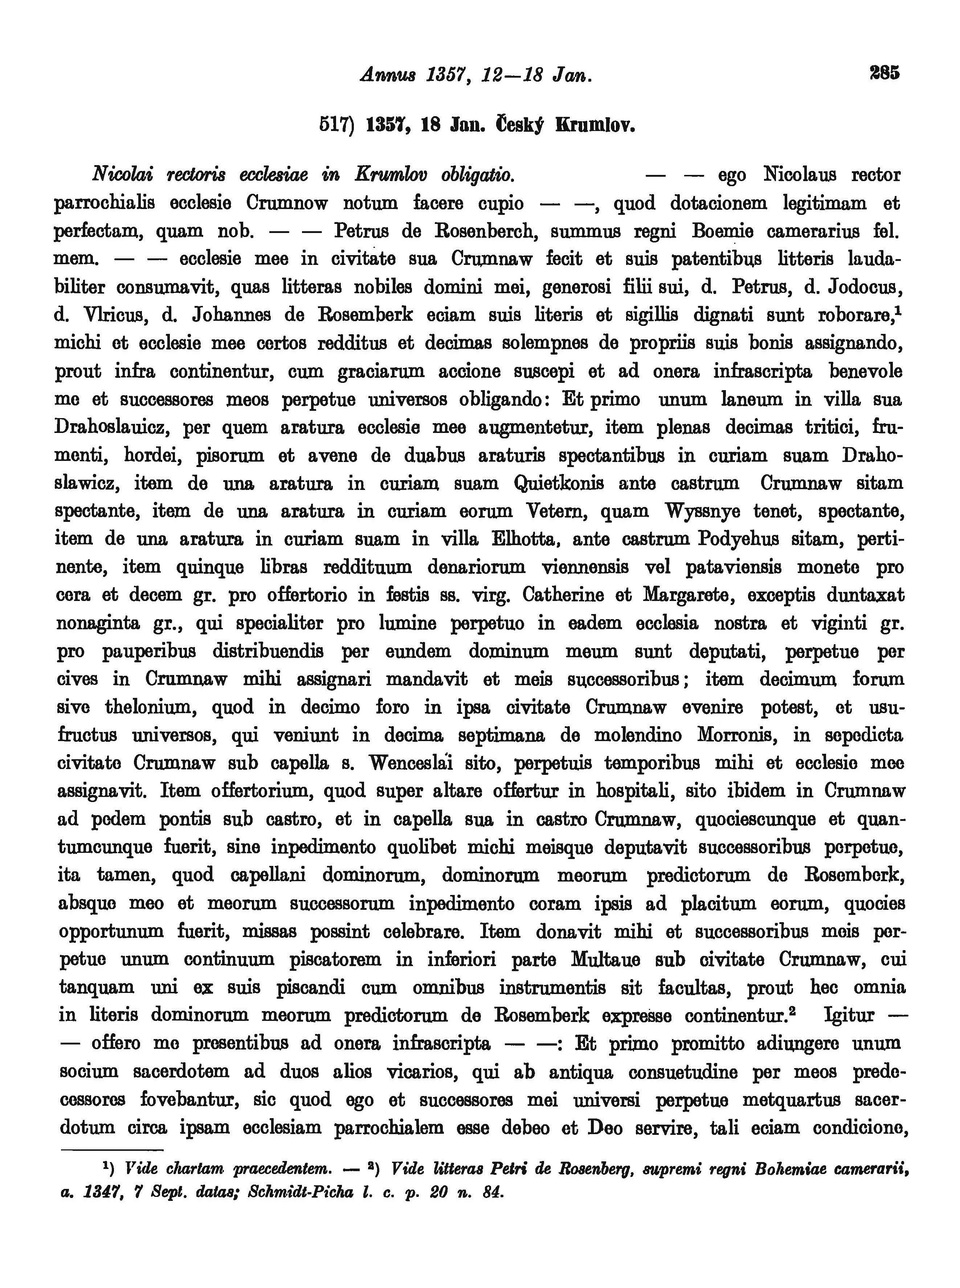 Annus 1357, 12—18 Jan. 285
517) 1357, 18 Jan. Český Krumlov.
Nicolai rectoris ecclesiae in Krumlov obligatio. — — ego Nicolaus rector
parrochialis ecclesie Crumnow notum facere cupio — —, quod dotacionem legitimam et
perfectam, quam nob. — — Petrus de Rosenberch, summus regni Boemie camerarius fel.
mem. — — ecclesie mee in civitate sua Crumnaw fecit et suis patentibus litteris lauda-
biliter consumavit, quas litteras nobiles domini mei, generosi filii sui, d. Petrus, d. Jodocus,
d. Vlricus, d. Johannes de Rosemberk eciam suis literis et sigillis dignati sunt roborare,¹
michi et ecclesie mee certos redditus et decimas solempnes de propriis suis bonis assignando,
prout infra continentur, cum graciarum accione suscepi et ad onera infrascripta benevole
me et successores meos perpetue universos obligando: Et primo unum laneum in villa sua
Drahoslauicz, per quem aratura ecclesie mee augmentetur, item plenas decimas tritici, fru-
menti, hordei, pisorum et avene de duabus araturis spectantibus in curiam suam Draho-
slawicz, item de una aratura in curiam suam Quietkonis ante castrum Crumnaw sitam
spectante, item de una aratura in curiam eorum Vetern, quam Wyssnye tenet, spectante,
item de una aratura in curiam suam in villa Elhotta, ante castrum Podyehus sitam, perti-
nente, item quinque libras reddituum denariorum viennensis vel pataviensis monete pro
cera et decem gr. pro offertorio in festis ss. virg. Catherine et Margarete, exceptis duntaxat
nonaginta gr., qui specialiter pro lumine perpetuo in eadem ecclesia nostra et viginti gr.
pro pauperibus distribuendis per eundem dominum meum sunt deputati, perpetue per
cives in Crumnaw mihi assignari mandavit et meis successoribus; item decimum forum
sive thelonium, quod in decimo foro in ipsa civitate Crumnaw evenire potest, et usu-
fructus universos, qui veniunt in decima septimana de molendino Morronis, in sepedicta
civitate Crumnaw sub capella s. Wenceslai sito, perpetuis temporibus mihi et ecclesie mee
assignavit. Item offertorium, quod super altare offertur in hospitali, sito ibidem in Crumnaw
ad pedem pontis sub castro, et in capella sua in castro Crumnaw, quociescunque et quan-
tumcunque fuerit, sine inpedimento quolibet michi meisque deputavit successoribus perpetue,
ita tamen, quod capellani dominorum, dominorum meorum predictorum de Rosemberk,
absque meo et meorum successorum inpedimento coram ipsis ad placitum eorum, quocies
opportunum fuerit, missas possint celebrare. Item donavit mihi et successoribus meis per-
petue unum continuum piscatorem in inferiori parte Multaue sub civitate Crumnaw, cui
tanquam uni ex suis piscandi cum omnibus instrumentis sit facultas, prout hec omnia
in literis dominorum meorum predictorum de Rosemberk expresse continentur.² Igitur —
— offero me presentibus ad onera infrascripta — —: Et primo promitto adiungere unum
socium sacerdotem ad duos alios vicarios, qui ab antiqua consuetudine per meos prede-
cessores fovebantur, sic quod ego et successores mei universi perpetue metquartus sacer-
dotum circa ipsam ecclesiam parrochialem esse debeo et Deo servire, tali eciam condicione,
¹) Vide chartam praecedentem. — ²) Vide litteras Petri de Rosenberg, supremi regni Bohemiae camerarii,
a. 1347, 7 Sept. datas; Schmidt-Picha l. c. p. 20 n. 84.